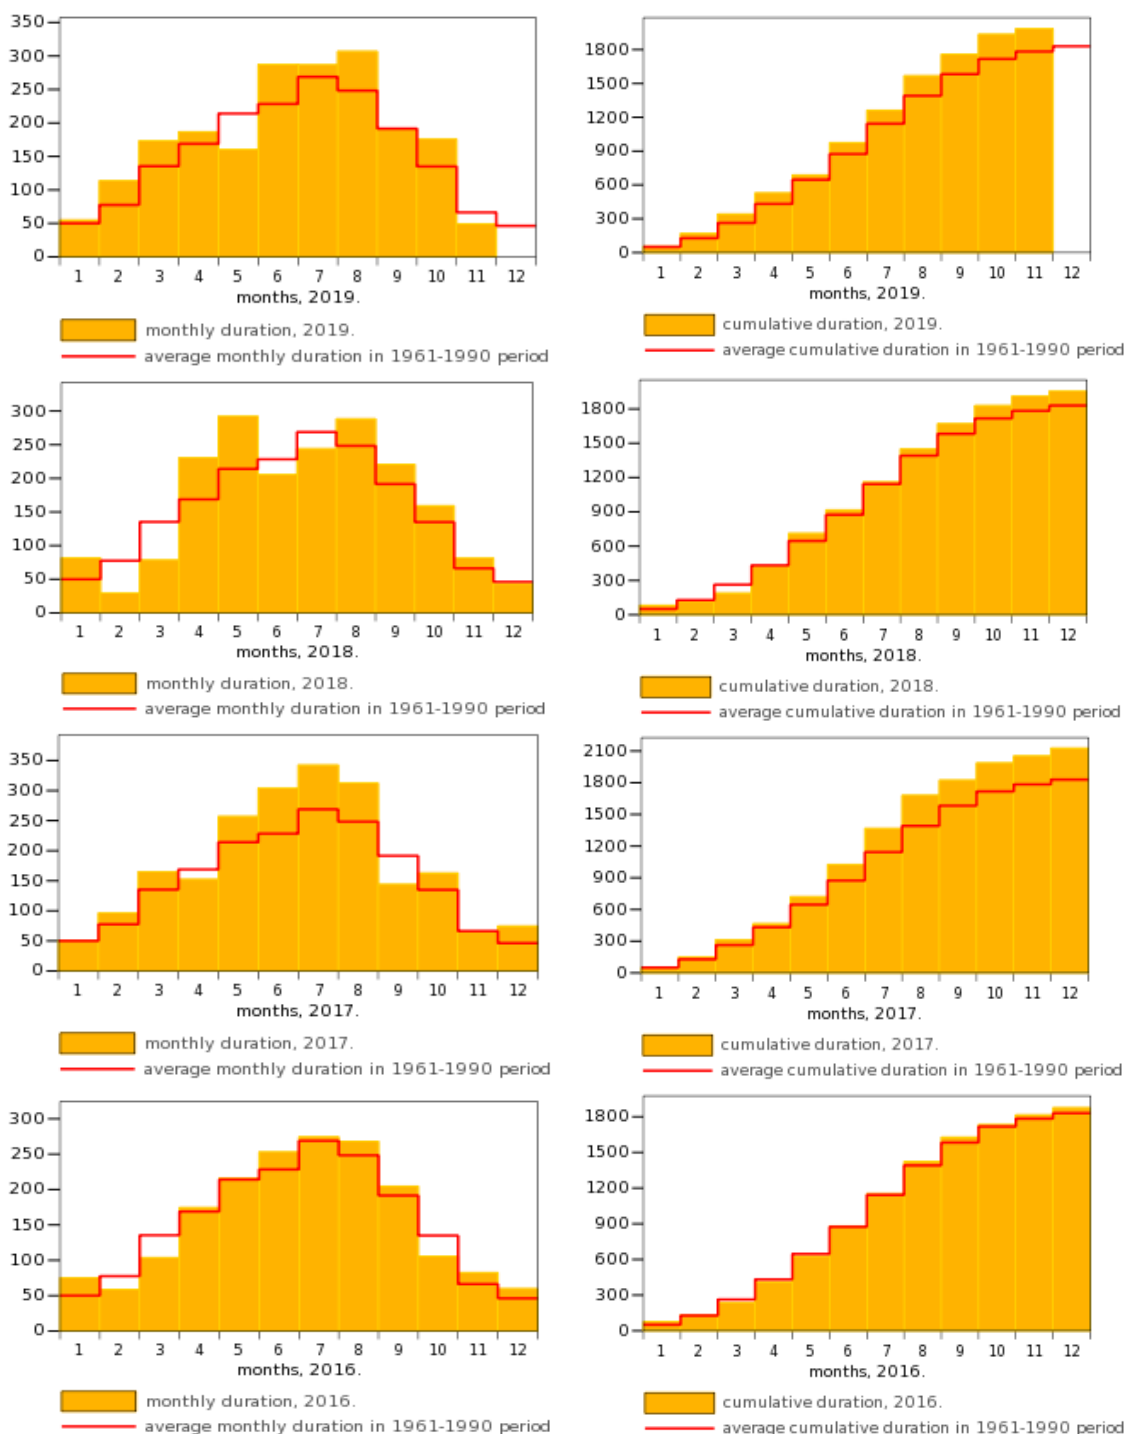 350
300
250
200
150
100
50
0
1 2 3 4 5 6 7 8 9 10 11 12
months, 2019.
monthly duration, 2019.
average monthly duration in 1961-1990 period
1800
1500
1200
900
600
300
0
1 2 3 4 5 6 7 8 9 10 11 12
months, 2019.
cumulative duration, 2019.
average cumulative duration in 1961-1990 period
300
250
200
150
100
50
0
1 2 3 4 5 6 7 8 9 10 11 12
months, 2018.
monthly duration, 2018.
average monthly duration in 1961-1990 period
1800
1500
1200
900
600
300
0
1 2 3 4 5 6 7 8 9 10 11 12
months, 2018.
cumulative duration, 2018.
average cumulative duration in 1961-1990 period
350
300
250
200
150
100
50
0
1 2 3 4 5 6 7 8 9 10 11 12
months, 2017.
monthly duration, 2017.
average monthly duration in 1961-1990 period
2100
1800
1500
1200
900
600
300
0
1 2 3 4 5 6 7 8 9 10 11 12
months, 2017.
cumulative duration, 2017.
average cumulative duration in 1961-1990 period
300
250
200
150
100
50
0
1 2 3 4 5 6 7 8 9 10 11 12
months, 2016.
monthly duration, 2016.
average monthly duration in 1961-1990 period
1800
1500
1200
900
600
300
0
1 2 3 4 5 6 7 8 9 10 11 12
months, 2016.
cumulative duration, 2016.
average cumulative duration in 1961-1990 period